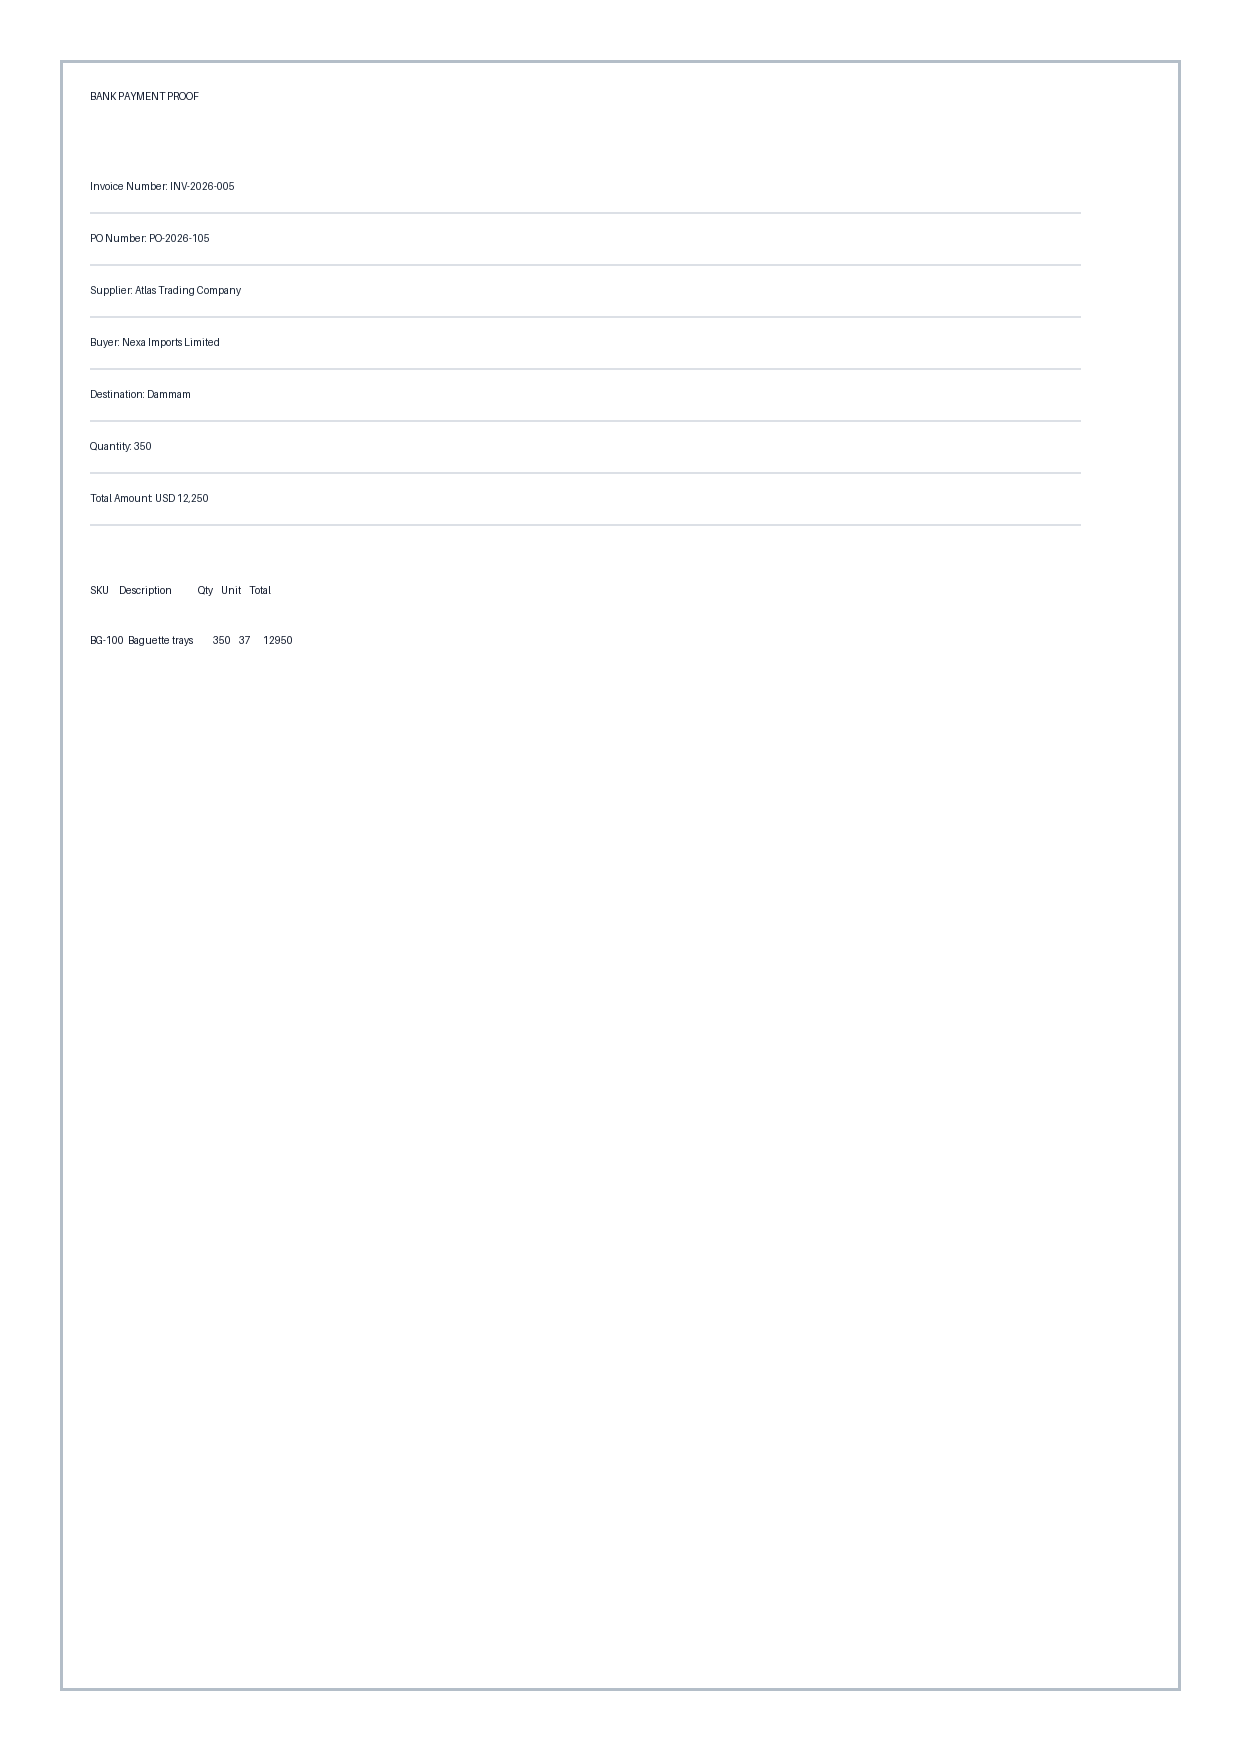 BANK PAYMENT PROOF
Invoice Number: INV-2026-005
PO Number: PO-2026-105
Supplier: Atlas Trading Company
Buyer: Nexa Imports Limited
Destination: Dammam
Quantity: 350
Total Amount: USD 12,250
SKU Description Qty Unit Total
BG-100 Baguette trays 350 37 12950